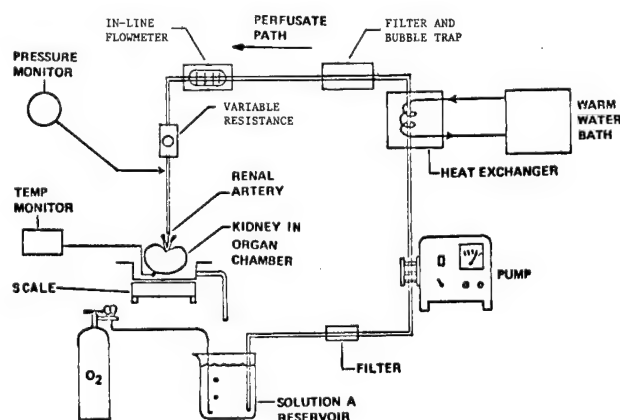 IN-LINE
FLOWMETER
PERFUSATE
PATH
FILTER AND
BUBBLE TRAP
PRESSURE
MONITOR
VARIABLE
RESISTANCE
WARM
WATER
BATH
HEAT EXCHANGER
RENAL
ARTERY
TEMP
MONITOR
KIDNEY IN
ORGAN
CHAMBER
SCALE
PUMP
FILTER
O2
SOLUTION A
RESERVOIR